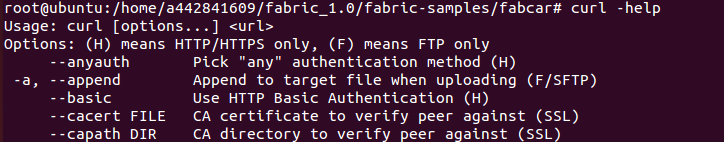 root@ubuntu:/home/a442841609/fabric_1.0/fabric-samples/fabcar# curl -help
Usage: curl [options...] <url>
Options: (H) means HTTP/HTTPS only, (F) means FTP only
--anyauth Pick "any" authentication method (H)
-a, --append Append to target file when uploading (F/SFTP)
--basic Use HTTP Basic Authentication (H)
--cacert FILE CA certificate to verify peer against (SSL)
--capath DIR CA directory to verify peer against (SSL)